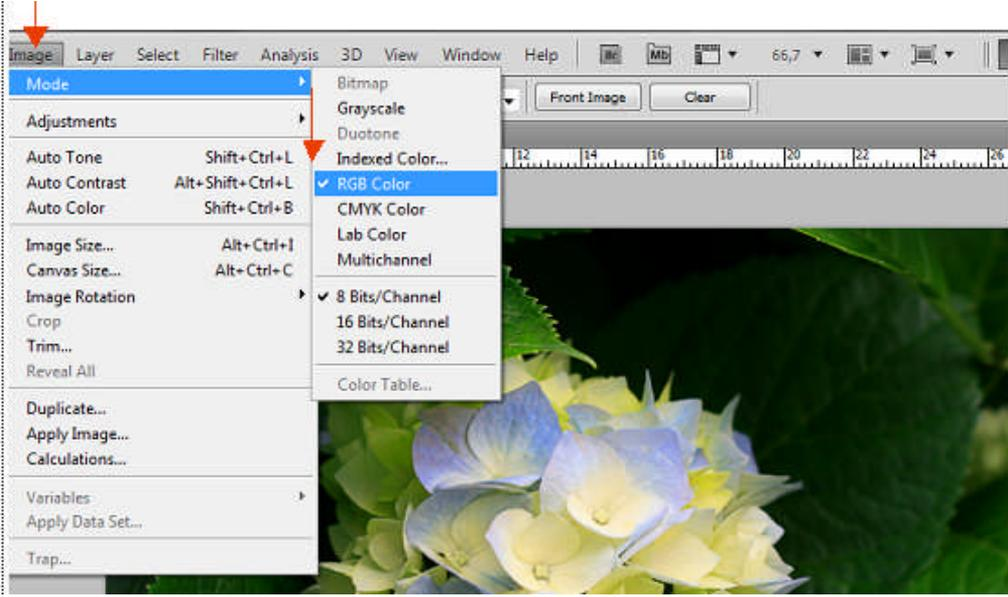 Image Layer Select Filter Analysis 3D View Window Help Br Mb 66,7
Front Image Clear
12 14 16 18 20 22 24 26
Mode
Adjustments
Auto Tone Shift+Ctrl+L
Auto Contrast Alt+Shift+Ctrl+L
Auto Color Shift+Ctrl+B
Image Size... Alt+Ctrl+I
Canvas Size... Alt+Ctrl+C
Image Rotation
Crop
Trim...
Reveal All
Duplicate...
Apply Image...
Calculations...
Variables
Apply Data Set...
Trap...
Bitmap
Grayscale
Duotone
Indexed Color...
RGB Color
CMYK Color
Lab Color
Multichannel
8 Bits/Channel
16 Bits/Channel
32 Bits/Channel
Color Table...